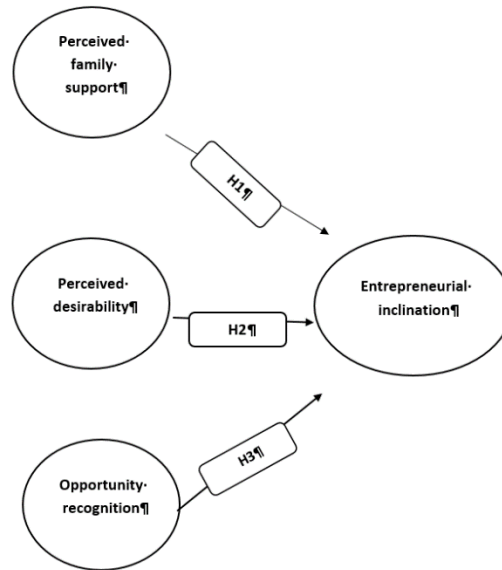 Perceived·
family·
support¶
H1¶
Perceived·
desirability¶
H2¶
Entrepreneurial·
inclination¶
H3¶
Opportunity·
recognition¶